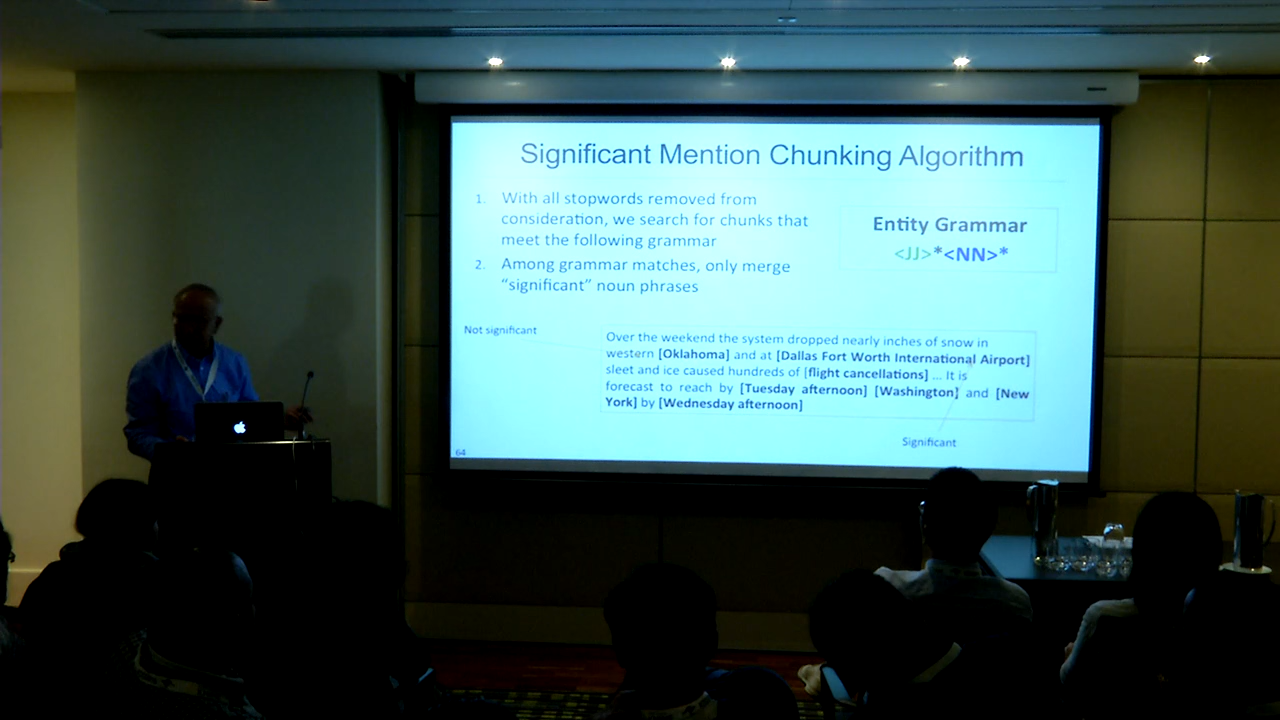 Significant Mention Chunking Algorithm
1. With all stopwords removed from
consideration, we search for chunks that
meet the following grammar
2. Among grammar matches, only merge
"significant" noun phrases
Entity Grammar
<JJ>*<NN>*
Not significant
Over the weekend the system dropped nearly inches of snow in
western [Oklahoma] and at [Dallas Fort Worth International Airport]
sleet and ice caused hundreds of [flight cancellations] ... It is
forecast to reach by [Tuesday afternoon] [Washington] and [New
York] by [Wednesday afternoon]
Significant
64